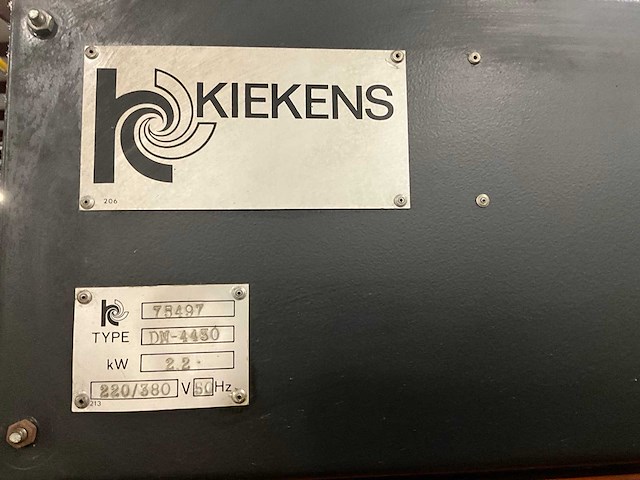 KIEKENS
206
75497
TYPE DM-4450
kW 2.2
220/380 V 50 Hz
213